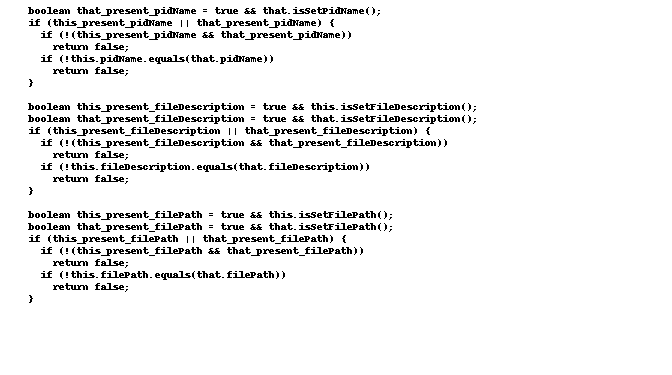 boolean that_present_pidName = true && that.isSetPidName();
if (this_present_pidName || that_present_pidName) {
if (!(this_present_pidName && that_present_pidName))
return false;
if (!this.pidName.equals(that.pidName))
return false;
}
boolean this_present_fileDescription = true && this.isSetFileDescription();
boolean that_present_fileDescription = true && that.isSetFileDescription();
if (this_present_fileDescription || that_present_fileDescription) {
if (!(this_present_fileDescription && that_present_fileDescription))
return false;
if (!this.fileDescription.equals(that.fileDescription))
return false;
}
boolean this_present_filePath = true && this.isSetFilePath();
boolean that_present_filePath = true && that.isSetFilePath();
if (this_present_filePath || that_present_filePath) {
if (!(this_present_filePath && that_present_filePath))
return false;
if (!this.filePath.equals(that.filePath))
return false;
}